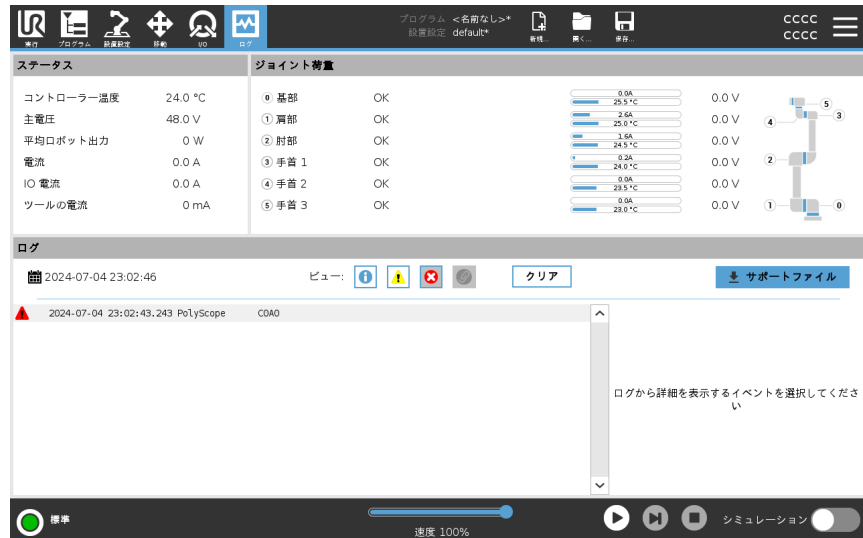 UR
実行
プログラム
設置設定
移動
I/O
ログ
プログラム <名前なし>*
設置設定 default*
新規...
開く...
保存...
cccc
cccc
ステータス
ジョイント荷重
コントローラー温度 24.0 °C
主電圧 48.0 V
平均ロボット出力 0 W
電流 0.0 A
IO 電流 0.0 A
ツールの電流 0 mA
0 基部 OK 0.0A 25.5 °C 0.0 V
1 肩部 OK 2.6A 25.0 °C 0.0 V
2 肘部 OK 1.6A 24.5 °C 0.0 V
3 手首 1 OK 0.2A 24.0 °C 0.0 V
4 手首 2 OK 0.0A 23.5 °C 0.0 V
5 手首 3 OK 0.0A 23.0 °C 0.0 V
5
3
4
2
1
0
ログ
2024-07-04 23:02:46
ビュー:
クリア
サポートファイル
2024-07-04 23:02:43.243 PolyScope C0A0
ログから詳細を表示するイベントを選択してくださ
い
標準
速度 100%
シミュレーション